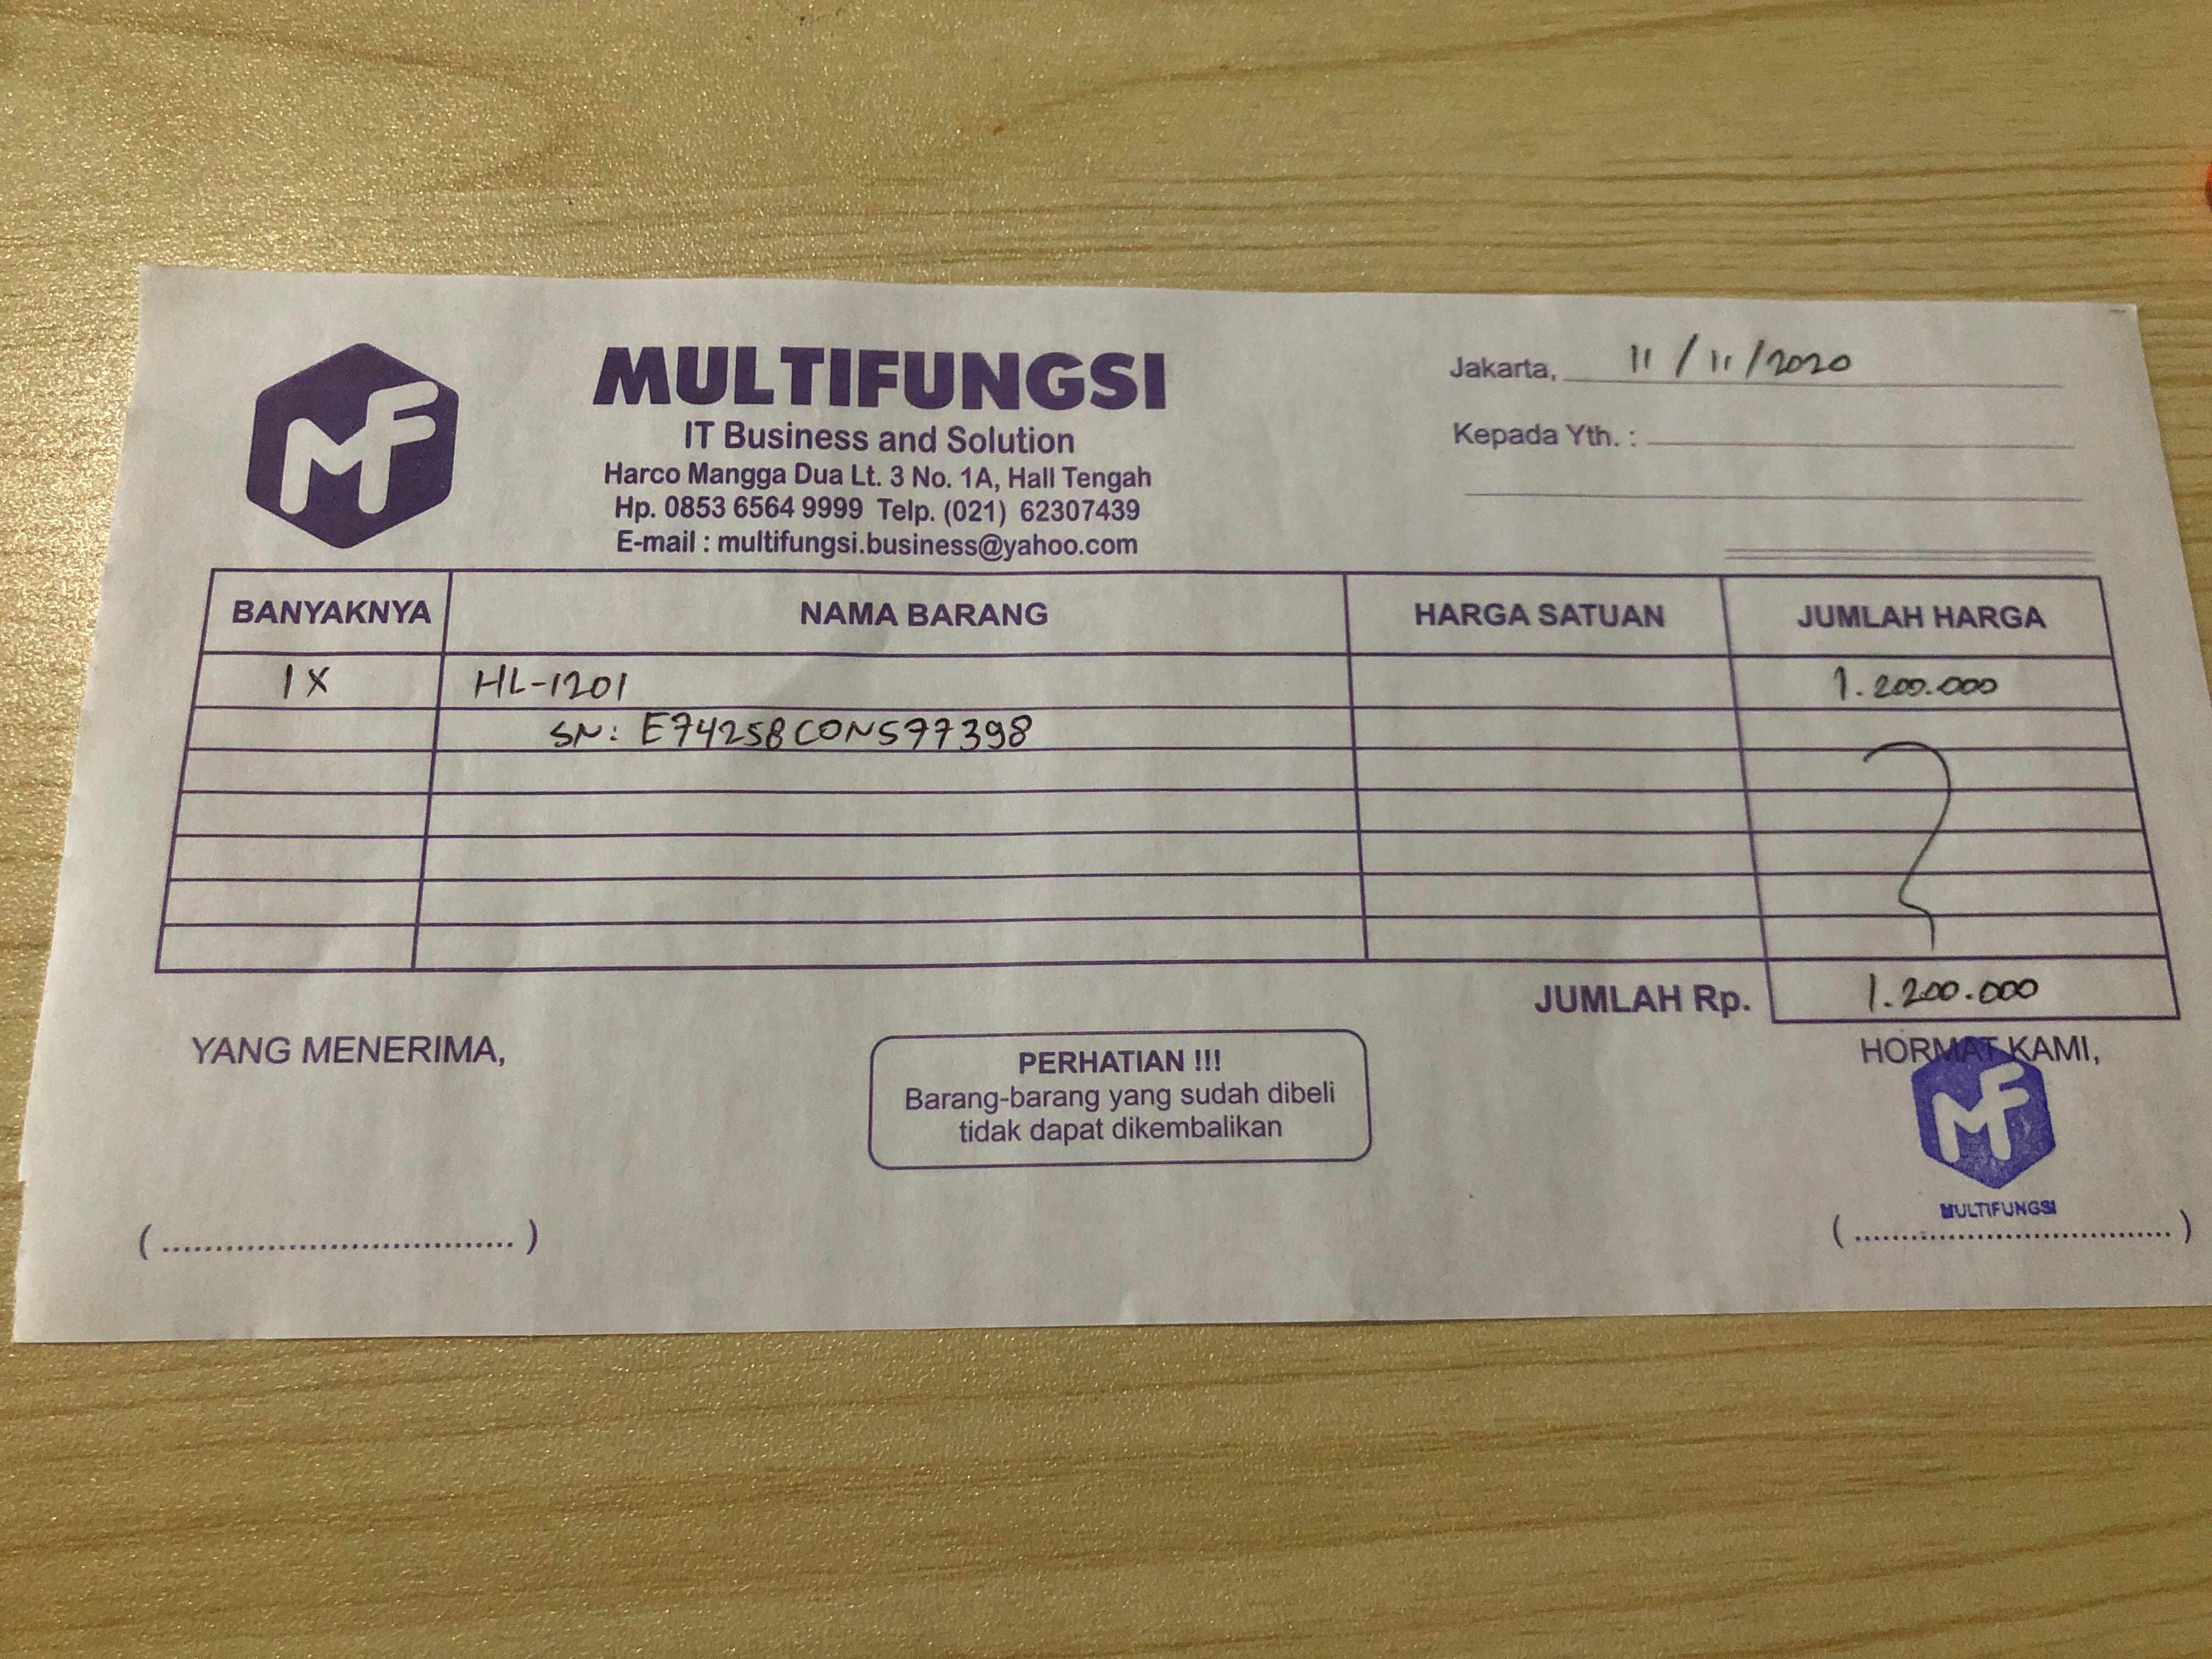 MF
MULTIFUNGSI
IT Business and Solution
Harco Mangga Dua Lt. 3 No. 1A, Hall Tengah
Hp. 0853 6564 9999 Telp. (021) 62307439
E-mail : multifungsi.business@yahoo.com
Jakarta, 11/11/2020
Kepada Yth. :
BANYAKNYA NAMA BARANG HARGA SATUAN JUMLAH HARGA
1X HL-1201 1.200.000
SN: E74258C0N577398
JUMLAH Rp. 1.200.000
YANG MENERIMA,
PERHATIAN !!!
Barang-barang yang sudah dibeli
tidak dapat dikembalikan
HORMAT KAMI,
MF
MULTIFUNGSI
(....................................)
(....................................)